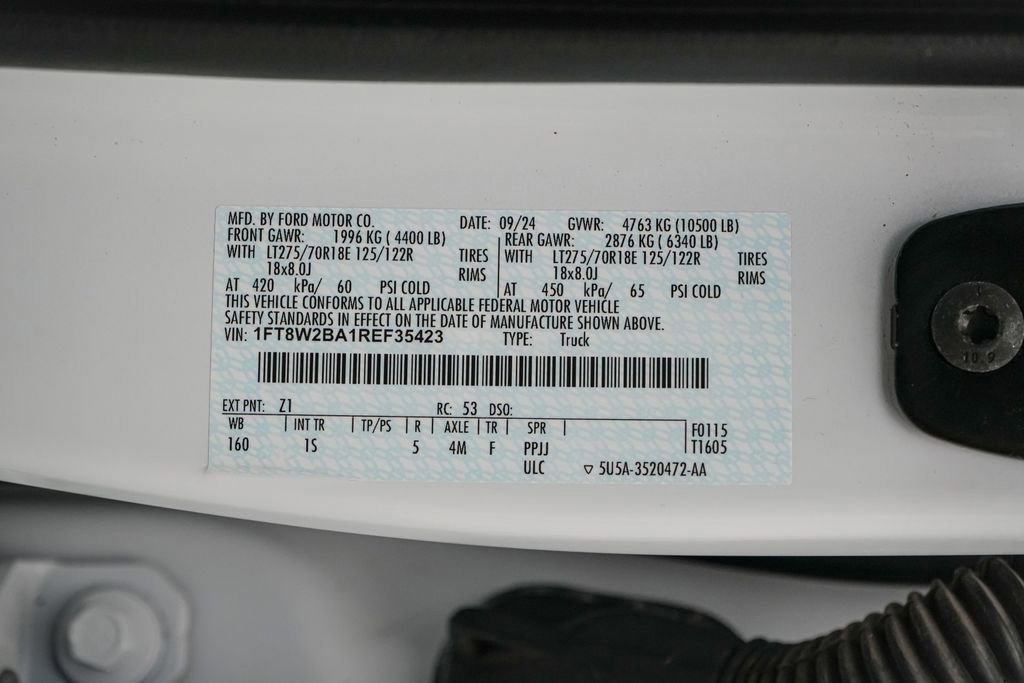 MFD. BY FORD MOTOR CO. DATE: 09/24 GVWR: 4763 KG (10500 LB)
FRONT GAWR: 1996 KG ( 4400 LB) REAR GAWR: 2876 KG ( 6340 LB)
WITH LT275/70R18E 125/122R TIRES WITH LT275/70R18E 125/122R TIRES
18x8.0J RIMS 18x8.0J RIMS
AT 420 kPa/ 60 PSI COLD AT 450 kPa/ 65 PSI COLD
THIS VEHICLE CONFORMS TO ALL APPLICABLE FEDERAL MOTOR VEHICLE
SAFETY STANDARDS IN EFFECT ON THE DATE OF MANUFACTURE SHOWN ABOVE.
VIN: 1FT8W2BA1REF35423 TYPE: Truck
EXT PNT: Z1 RC: 53 DSO:
WB INT TR TP/PS R AXLE TR SPR F0115
160 1S 5 4M F PPJJ T1605
ULC ▽ 5U5A-3520472-AA
10.9